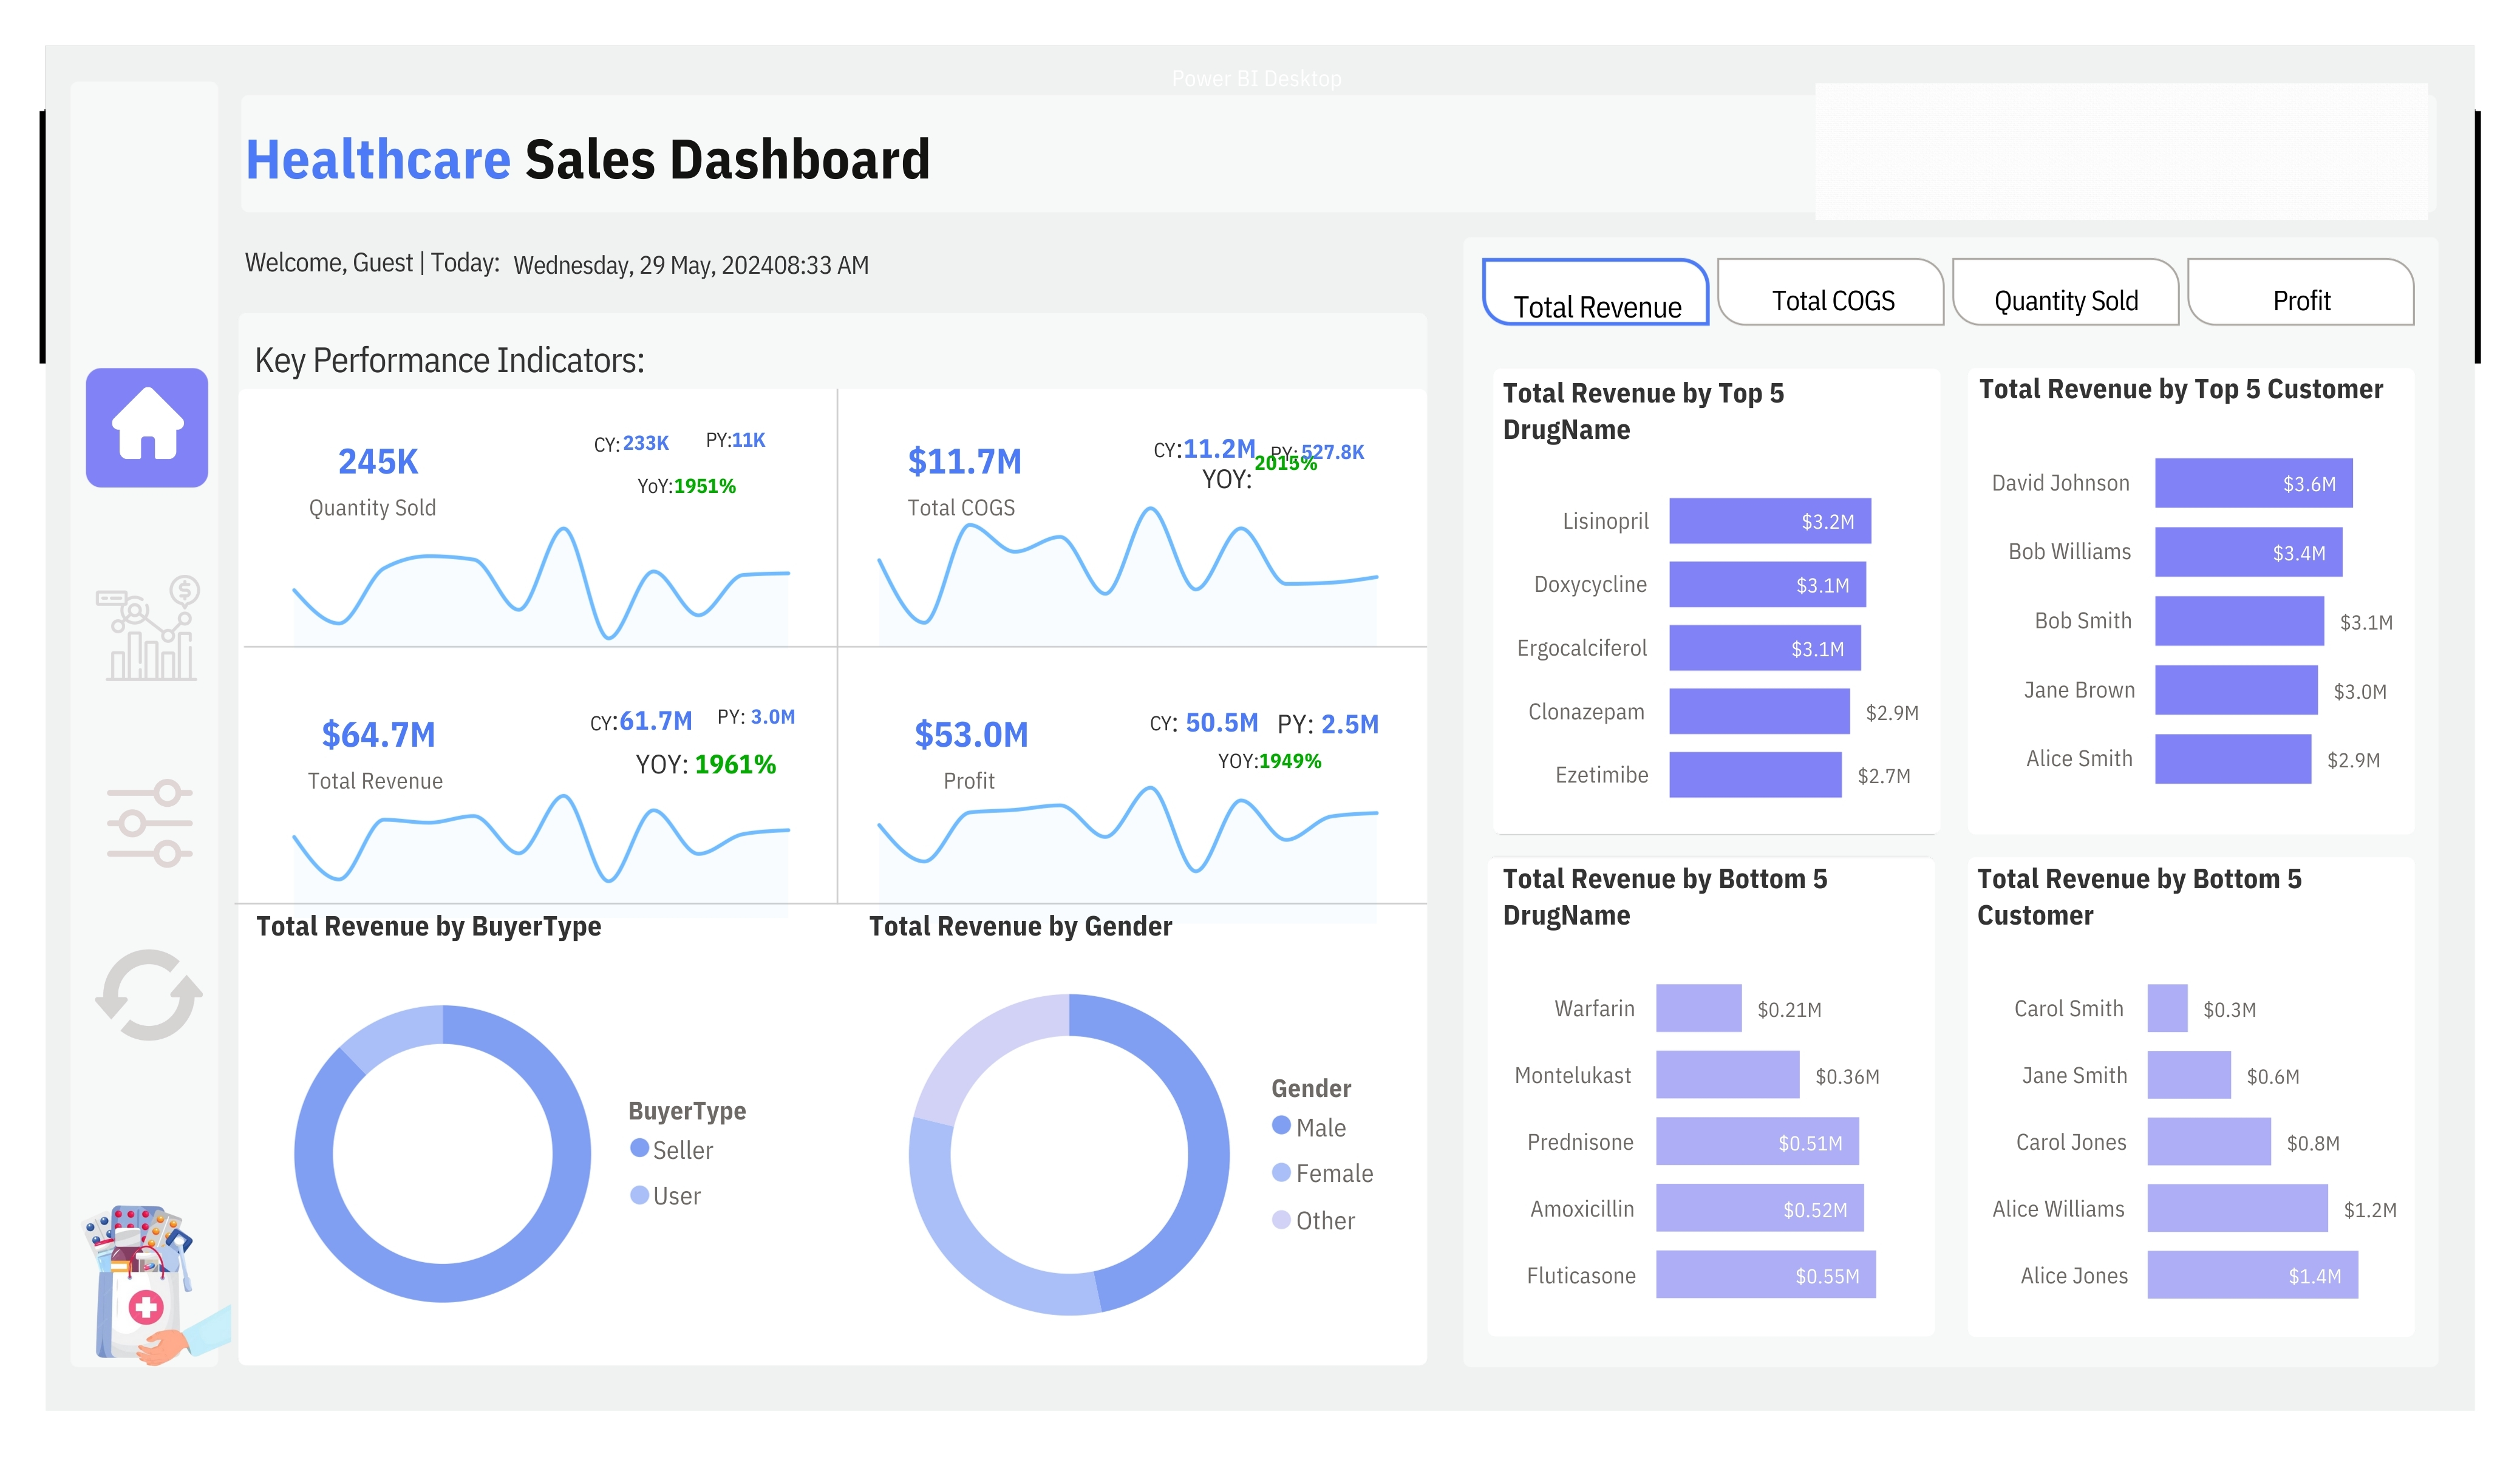 Power BI Desktop
Healthcare Sales Dashboard
Welcome, Guest | Today: Wednesday, 29 May, 202408:33 AM
Key Performance Indicators:
245K
Quantity Sold
CY: 233K PY:11K
YoY:1951%
$11.7M
Total COGS
CY:11.2M PY:527.8K
YOY: 2015%
$64.7M
Total Revenue
CY:61.7M PY: 3.0M
YOY: 1961%
$53.0M
Profit
CY: 50.5M PY: 2.5M
YOY:1949%
Total Revenue by BuyerType
BuyerType
Seller
User
Total Revenue by Gender
Gender
Male
Female
Other
Total Revenue
Total COGS
Quantity Sold
Profit
Total Revenue by Top 5
DrugName
Lisinopril $3.2M
Doxycycline $3.1M
Ergocalciferol $3.1M
Clonazepam $2.9M
Ezetimibe $2.7M
Total Revenue by Top 5 Customer
David Johnson $3.6M
Bob Williams $3.4M
Bob Smith $3.1M
Jane Brown $3.0M
Alice Smith $2.9M
Total Revenue by Bottom 5
DrugName
Warfarin $0.21M
Montelukast $0.36M
Prednisone $0.51M
Amoxicillin $0.52M
Fluticasone $0.55M
Total Revenue by Bottom 5
Customer
Carol Smith $0.3M
Jane Smith $0.6M
Carol Jones $0.8M
Alice Williams $1.2M
Alice Jones $1.4M